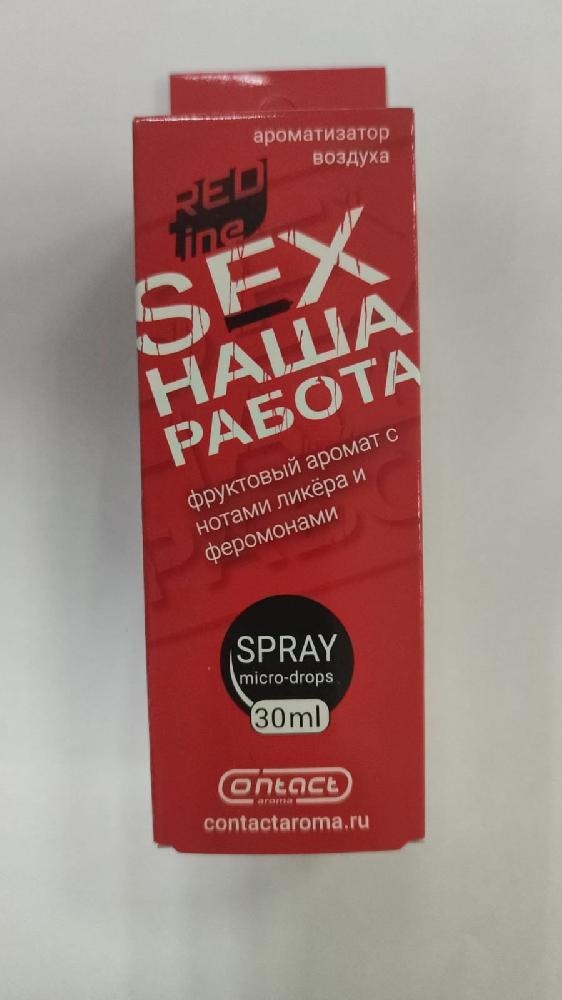 ароматизатор
воздуха
RED
line
SEX
НАША
РАБОТА
фруктовый аромат с
нотами ликёра и
феромонами
SPRAY
micro-drops
30ml
Contact
aroma
contactaroma.ru